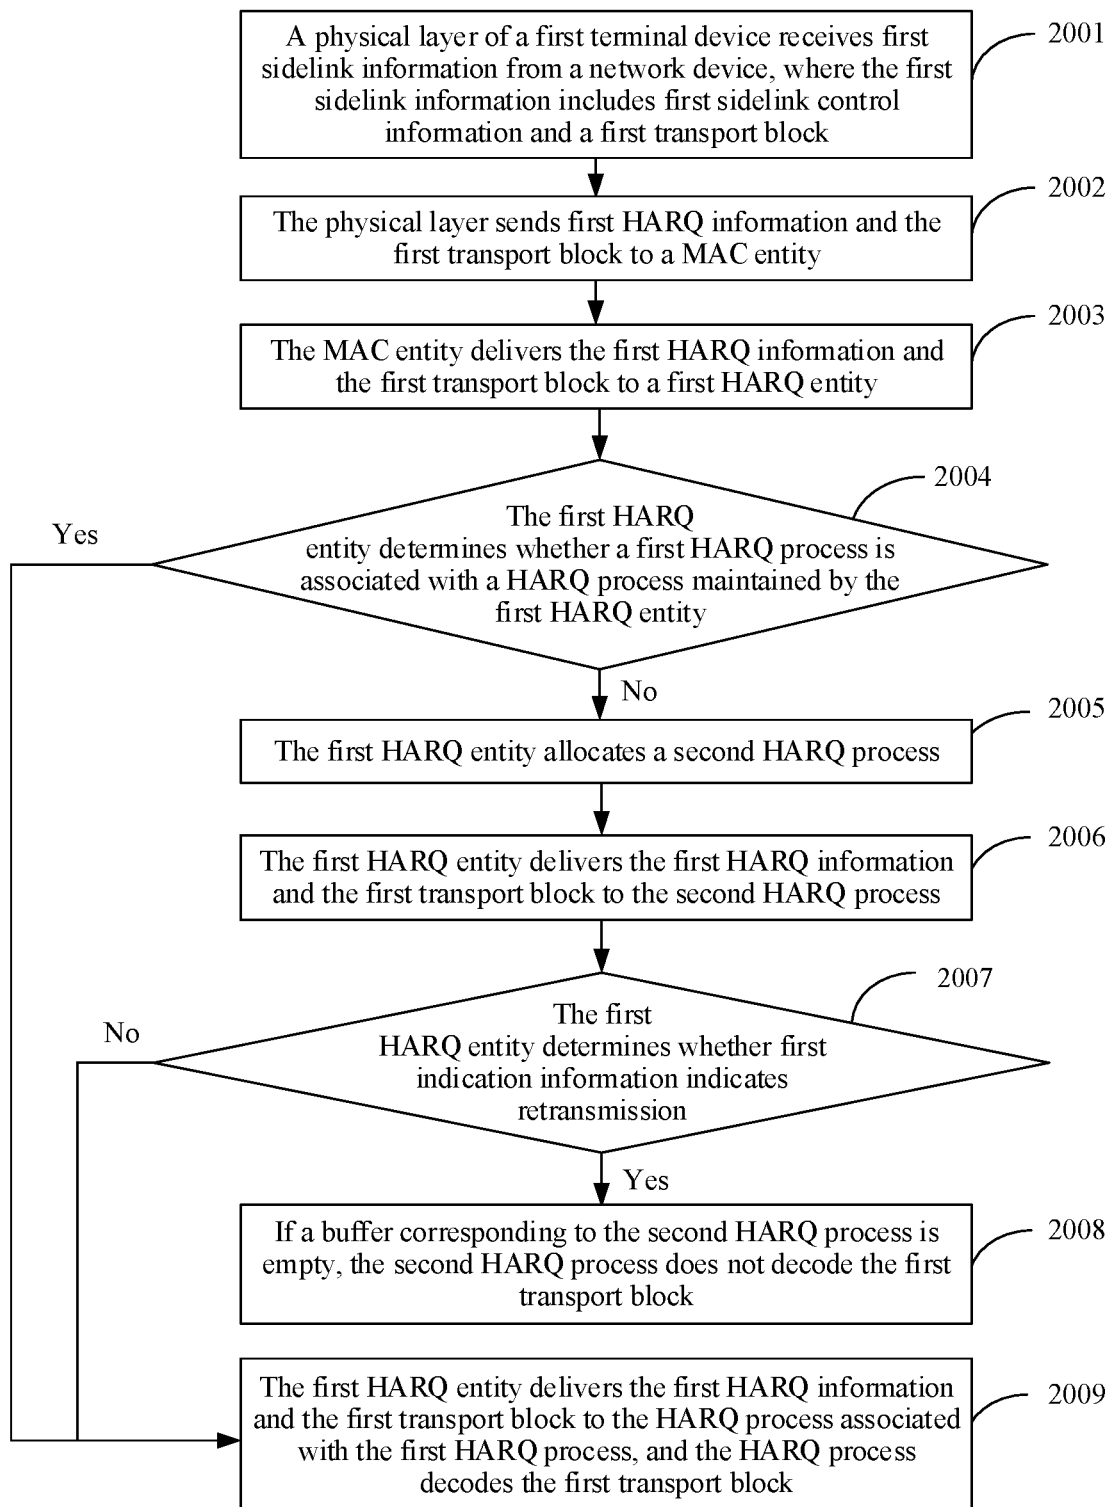 A physical layer of a first terminal device receives first
sidelink information from a network device, where the first
sidelink information includes first sidelink control
information and a first transport block
2001
The physical layer sends first HARQ information and the
first transport block to a MAC entity
2002
The MAC entity delivers the first HARQ information and
the first transport block to a first HARQ entity
2003
The first HARQ
entity determines whether a first HARQ process is
associated with a HARQ process maintained by the
first HARQ entity
2004
Yes
No
The first HARQ entity allocates a second HARQ process
2005
The first HARQ entity delivers the first HARQ information
and the first transport block to the second HARQ process
2006
The first
HARQ entity determines whether first
indication information indicates
retransmission
2007
No
Yes
If a buffer corresponding to the second HARQ process is
empty, the second HARQ process does not decode the first
transport block
2008
The first HARQ entity delivers the first HARQ information
and the first transport block to the HARQ process associated
with the first HARQ process, and the HARQ process
decodes the first transport block
2009